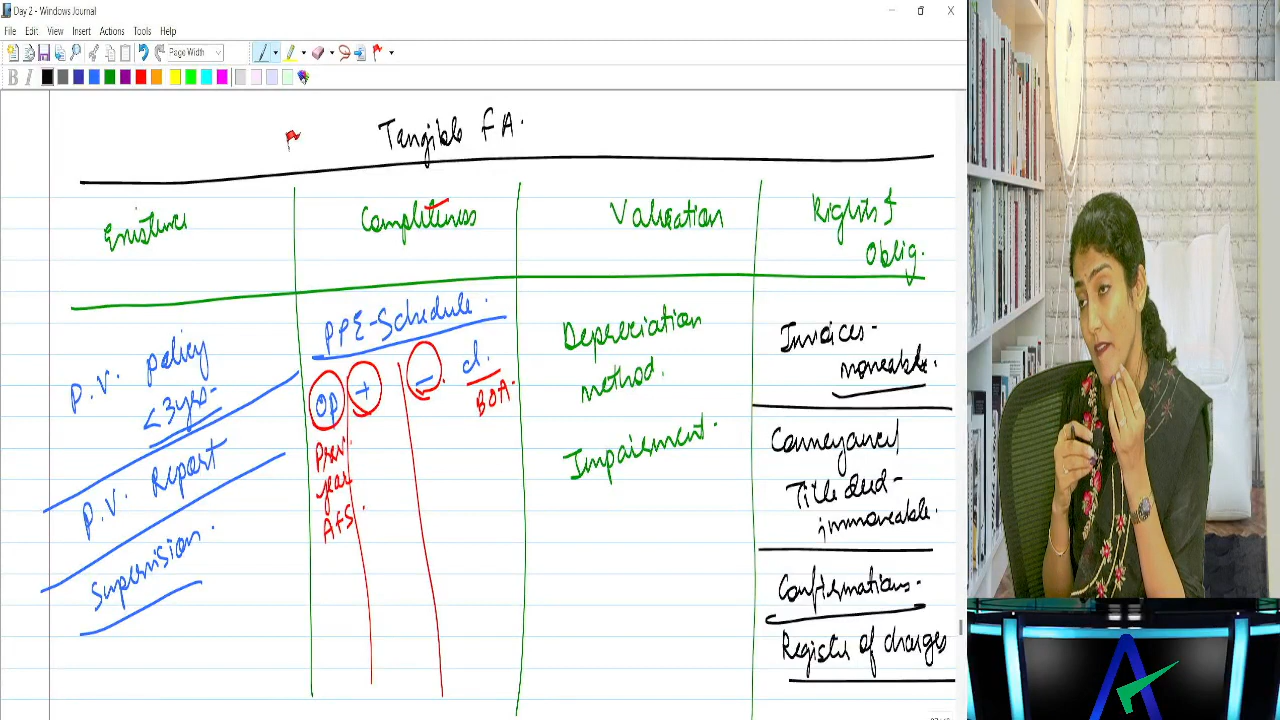 Day 2 - Windows Journal
File Edit View Insert Actions Tools Help
Page Width
B I
Tangible FA.
Existence
Completeness
Valuation
Rights &
Oblig.
P.V. policy
<3yrs-
P.V. Report
Supervision.
PPE-Schedule.
Op + - cl.
BOA.
Prev.
year
AFS.
Depreciation
method.
Impairment.
Invoices-
moveable.
Conveyance/
Title deed-
immoveable.
Confirmations.
Register of charges